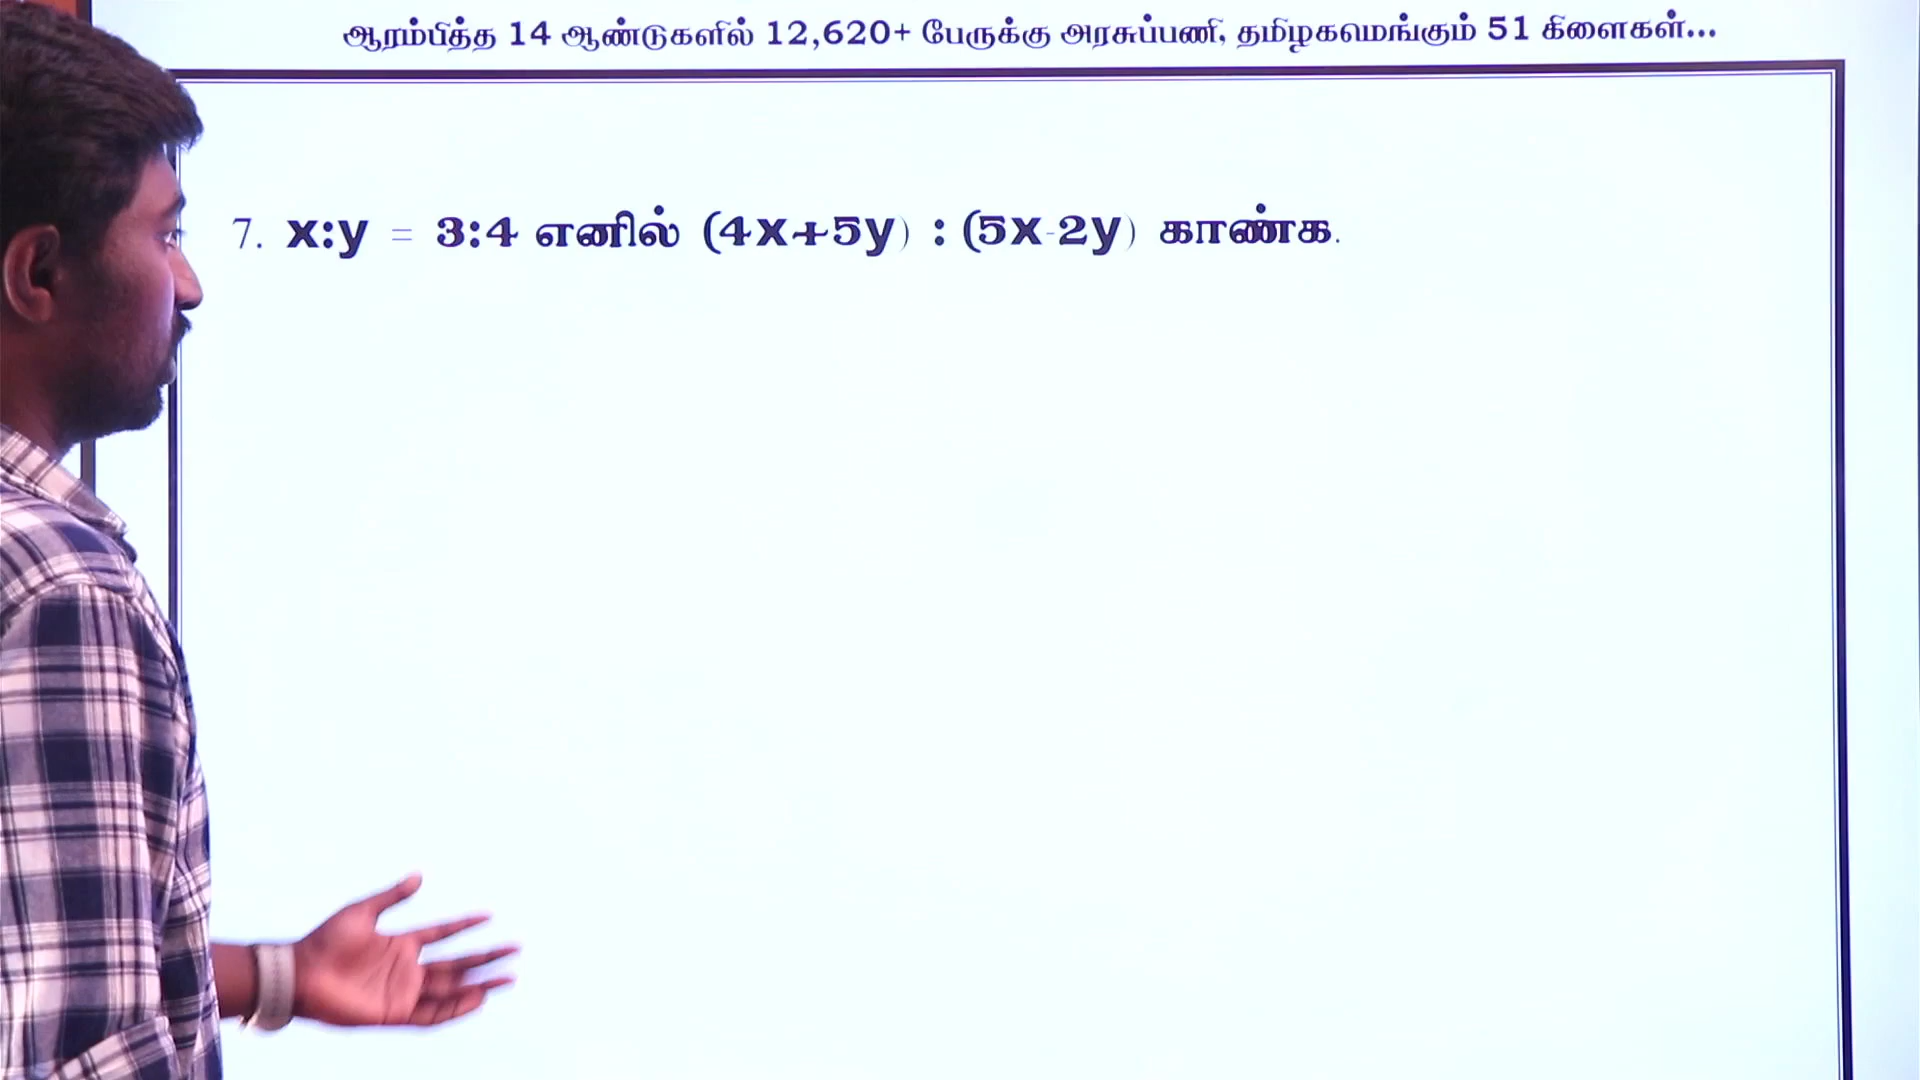 ஆரம்பித்த 14 ஆண்டுகளில் 12,620+ பேருக்கு அரசுப்பணி, தமிழகமெங்கும் 51 கிளைகள்...
7. x:y = 3:4 எனில் (4x+5y) : (5x-2y) காண்க.